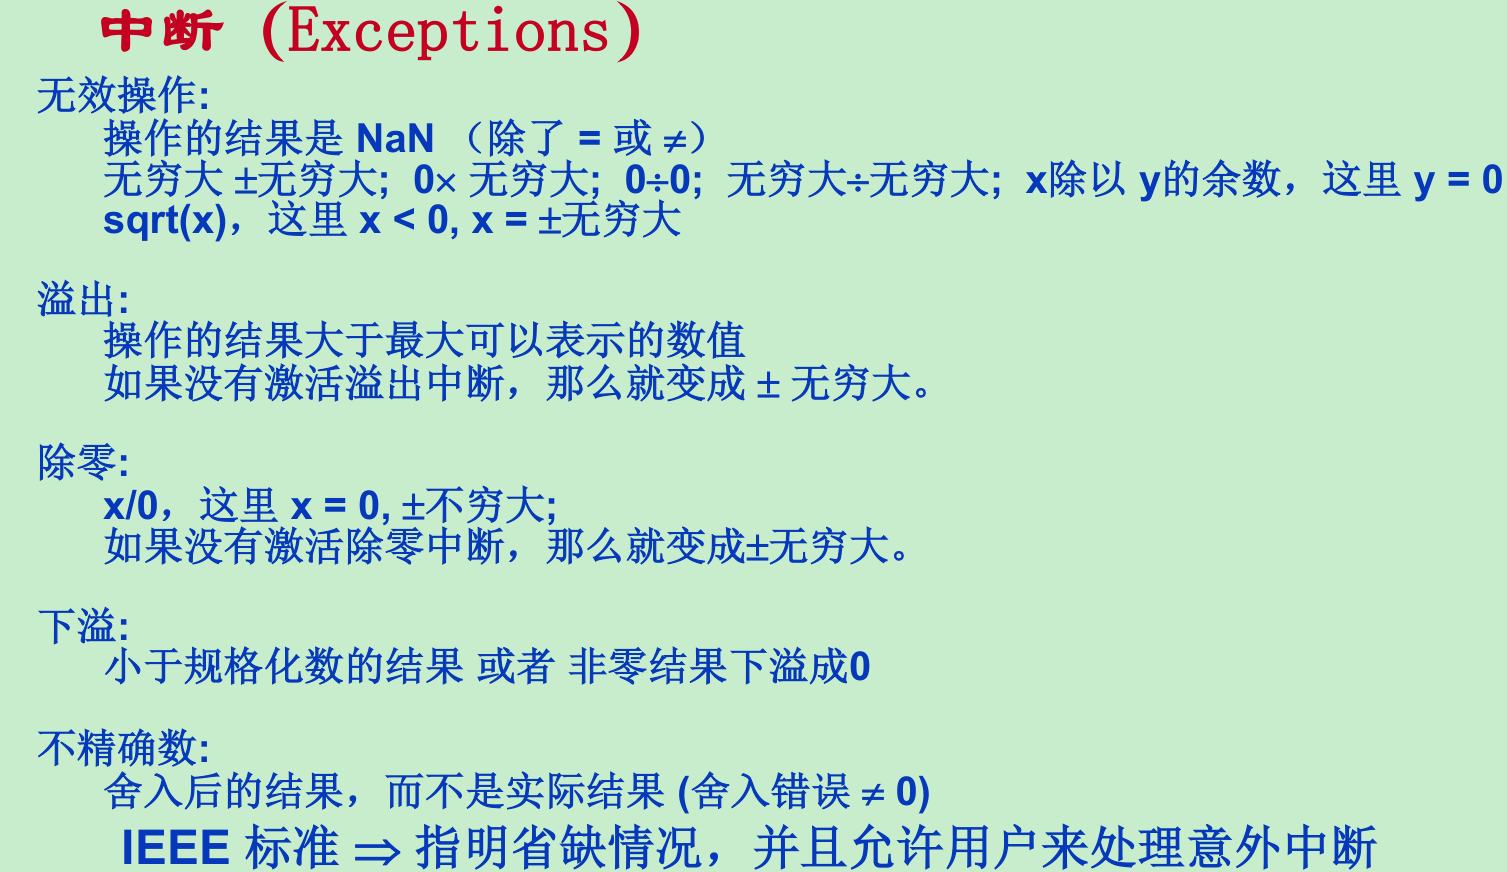 中断 (Exceptions)
无效操作:
操作的结果是 NaN （除了 = 或 ≠）
无穷大 ±无穷大; 0× 无穷大; 0÷0; 无穷大÷无穷大; x除以 y的余数，这里 y = 0
sqrt(x)，这里 x < 0, x = ±无穷大
溢出:
操作的结果大于最大可以表示的数值
如果没有激活溢出中断，那么就变成 ± 无穷大。
除零:
x/0，这里 x = 0, ±不穷大;
如果没有激活除零中断，那么就变成±无穷大。
下溢:
小于规格化数的结果 或者 非零结果下溢成0
不精确数:
舍入后的结果，而不是实际结果 (舍入错误 ≠ 0)
IEEE 标准 ⇒ 指明省缺情况，并且允许用户来处理意外中断